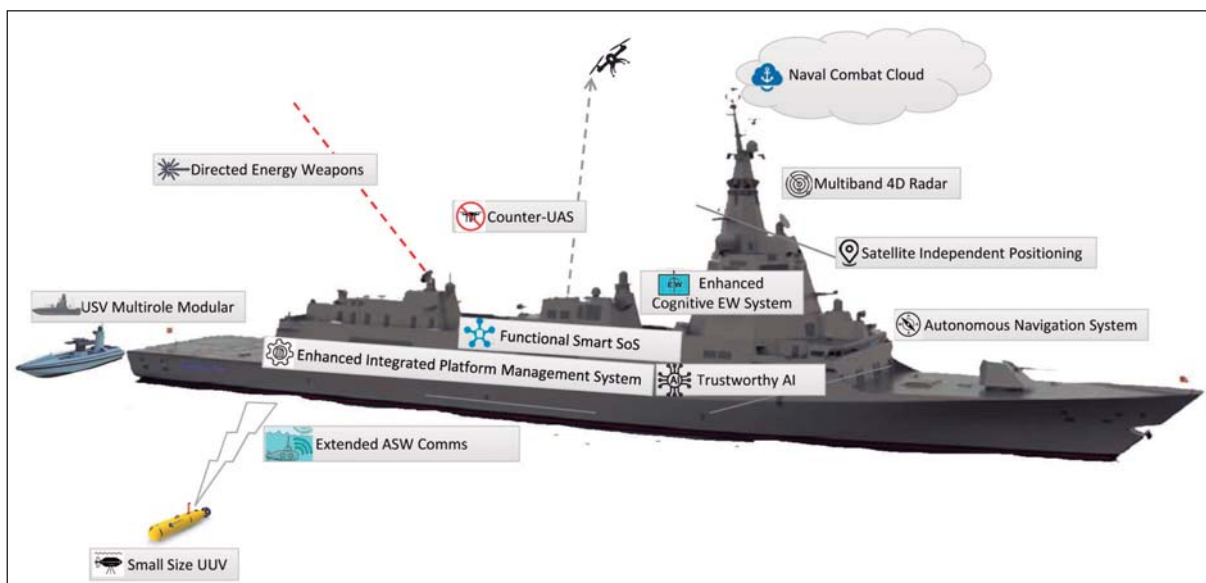 Naval Combat Cloud
Directed Energy Weapons
Multiband 4D Radar
Counter-UAS
Satellite Independent Positioning
EW
Enhanced
Cognitive EW System
USV Multirole Modular
Autonomous Navigation System
Functional Smart SoS
Enhanced Integrated Platform Management System
AI
Trustworthy AI
Extended ASW Comms
Small Size UUV